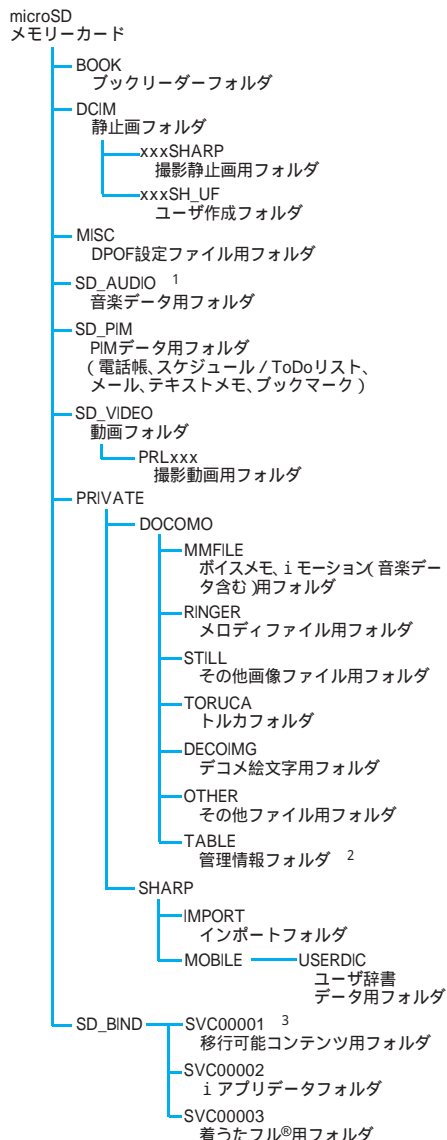 microSD
メモリーカード
BOOK
ブックリーダーフォルダ
DCIM
静止画フォルダ
xxxSHARP
撮影静止画用フォルダ
xxxSH_UF
ユーザ作成フォルダ
MISC
DPOF設定ファイル用フォルダ
SD_AUDIO 1
音楽データ用フォルダ
SD_PIM
PIMデータ用フォルダ
(電話帳、スケジュール/ToDoリスト、
メール、テキストメモ、ブックマーク)
SD_VIDEO
動画フォルダ
PRLxxx
撮影動画用フォルダ
PRIVATE
DOCOMO
MMFILE
ボイスメモ、iモーション(音楽デー
タ含む)用フォルダ
RINGER
メロディファイル用フォルダ
STILL
その他画像ファイル用フォルダ
TORUCA
トルカフォルダ
DECOIMG
デコメ絵文字用フォルダ
OTHER
その他ファイル用フォルダ
TABLE
管理情報フォルダ 2
SHARP
IMPORT
インポートフォルダ
MOBILE USERDIC
ユーザ辞書
データ用フォルダ
SD_BIND SVC00001 3
移行可能コンテンツ用フォルダ
SVC00002
iアプリデータフォルダ
SVC00003
着うたフル®用フォルダ